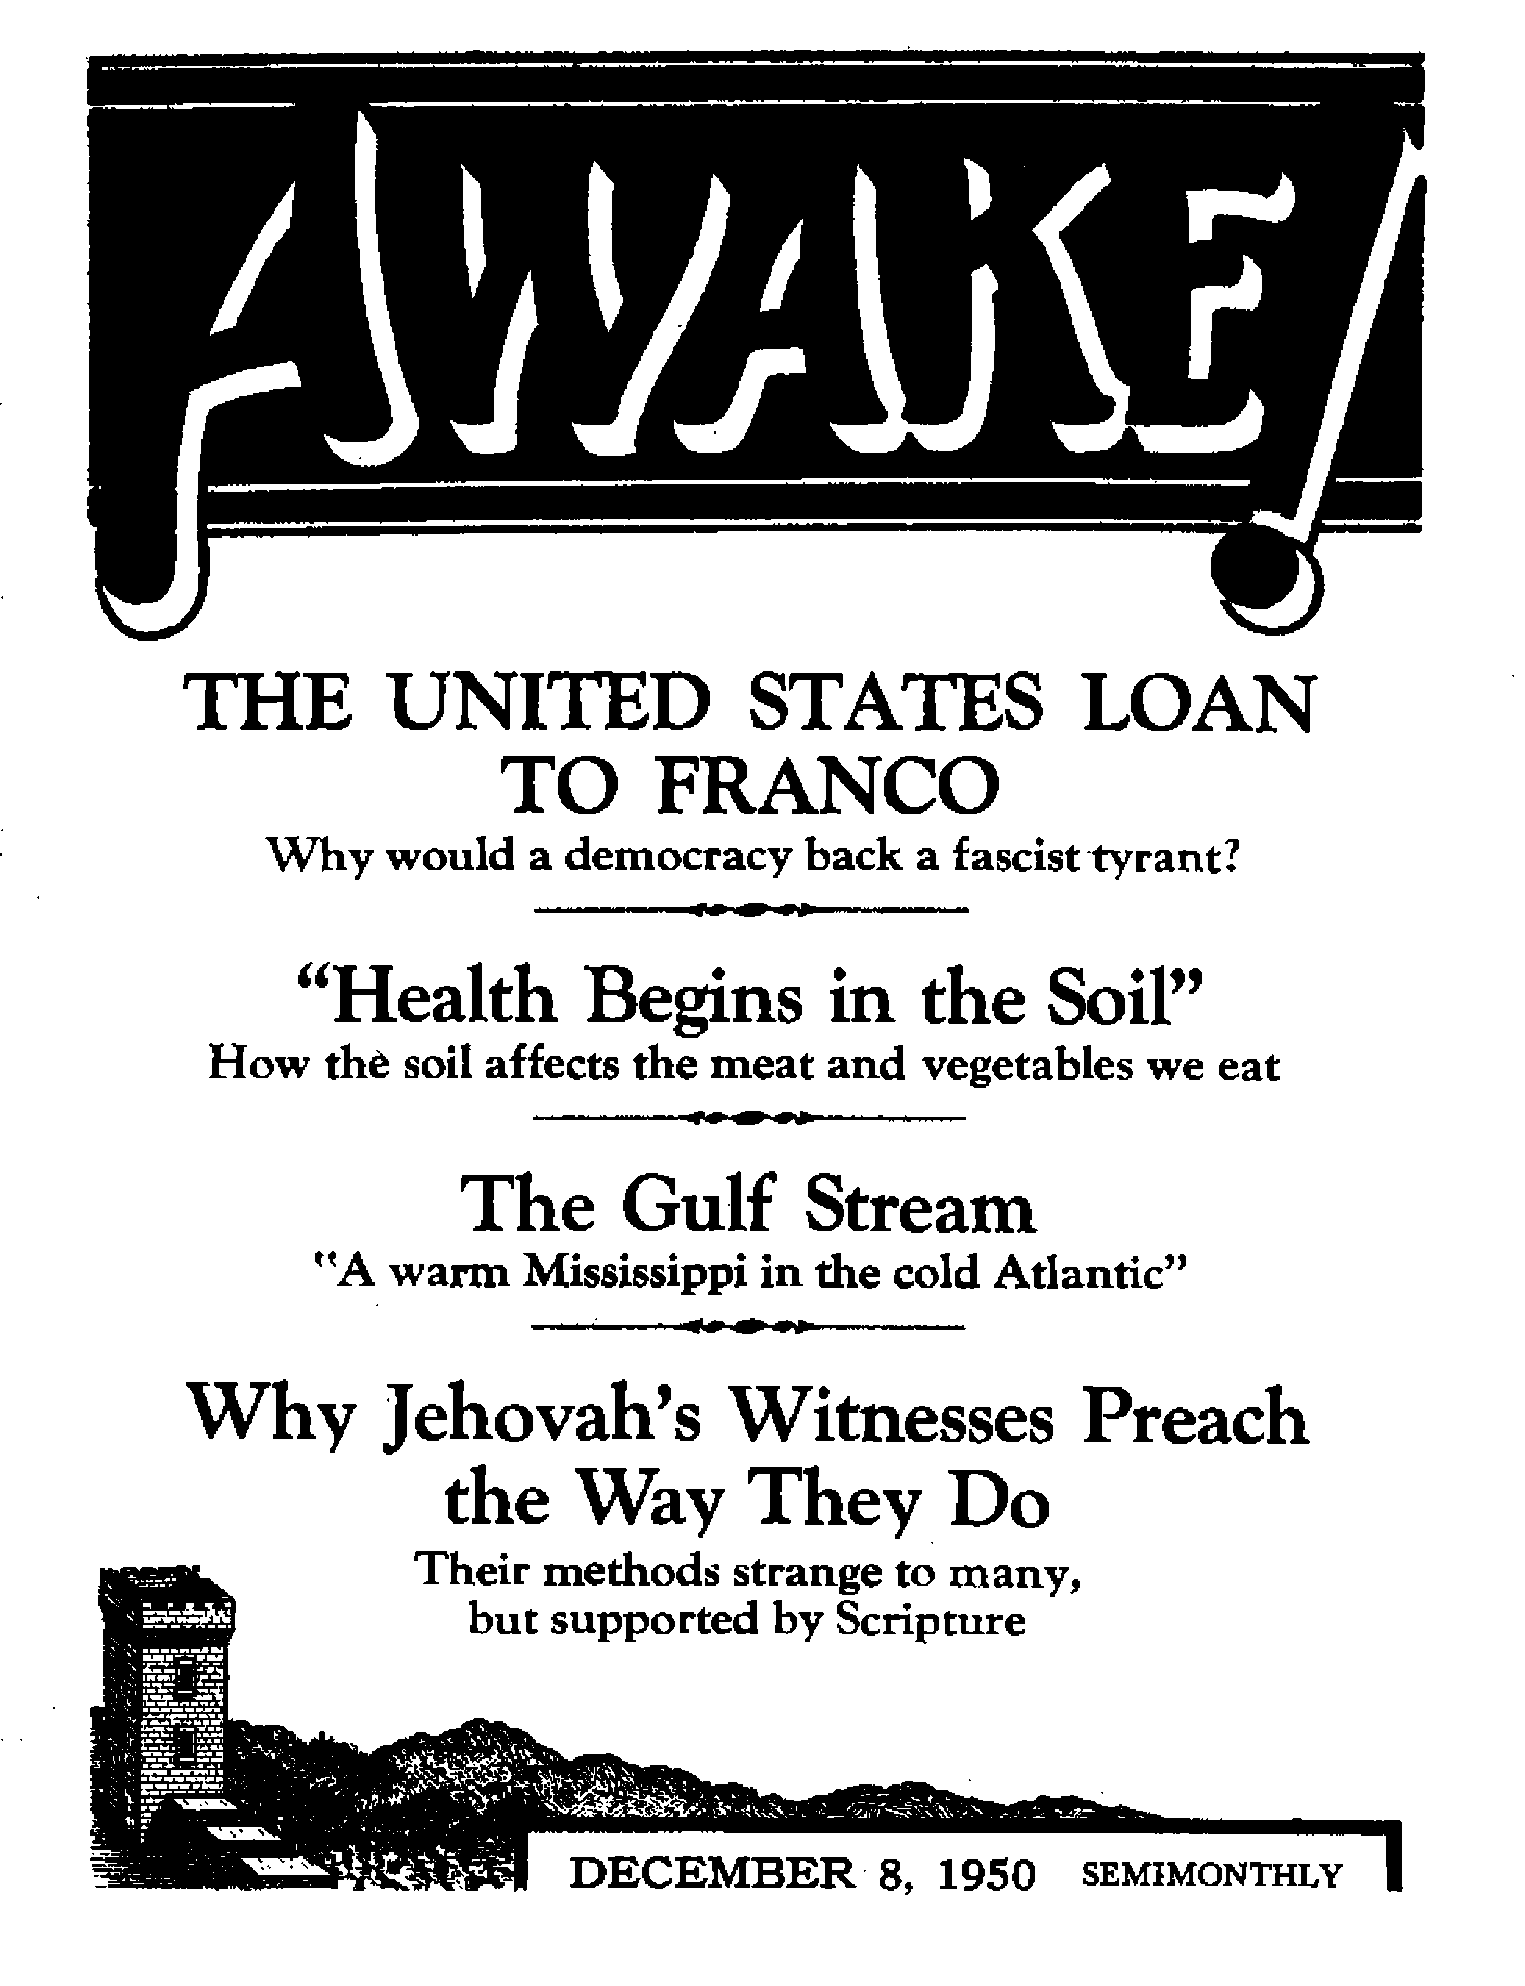 AWAKE!
THE UNITED STATES LOAN
TO FRANCO
Why would a democracy back a fascist tyrant?
“Health Begins in the Soil”
How the soil affects the meat and vegetables we eat
The Gulf Stream
“A warm Mississippi in the cold Atlantic”
Why Jehovah’s Witnesses Preach
the Way They Do
Their methods strange to many,
but supported by Scripture
DECEMBER 8, 1950 SEMIMONTHLY